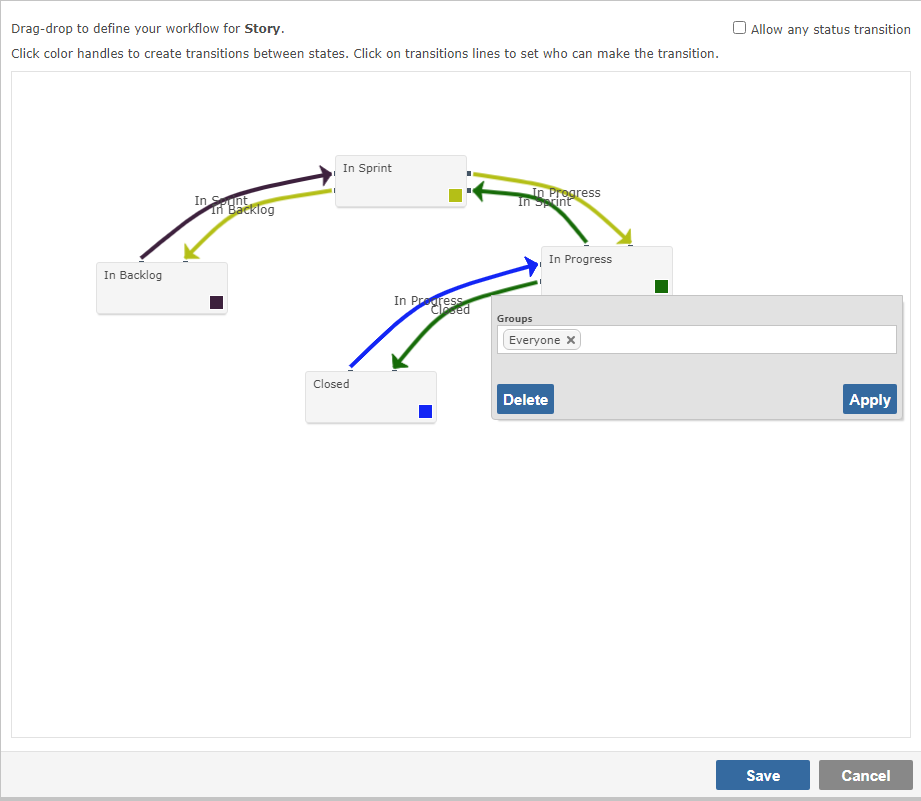 Drag-drop to define your workflow for Story.
Allow any status transition
Click color handles to create transitions between states. Click on transitions lines to set who can make the transition.
In Sprint
In Sprint
In Backlog
In Progress
In Sprint
In Backlog
In Progress
In Progress
Closed
Closed
Groups
Everyone
Delete
Apply
Save
Cancel